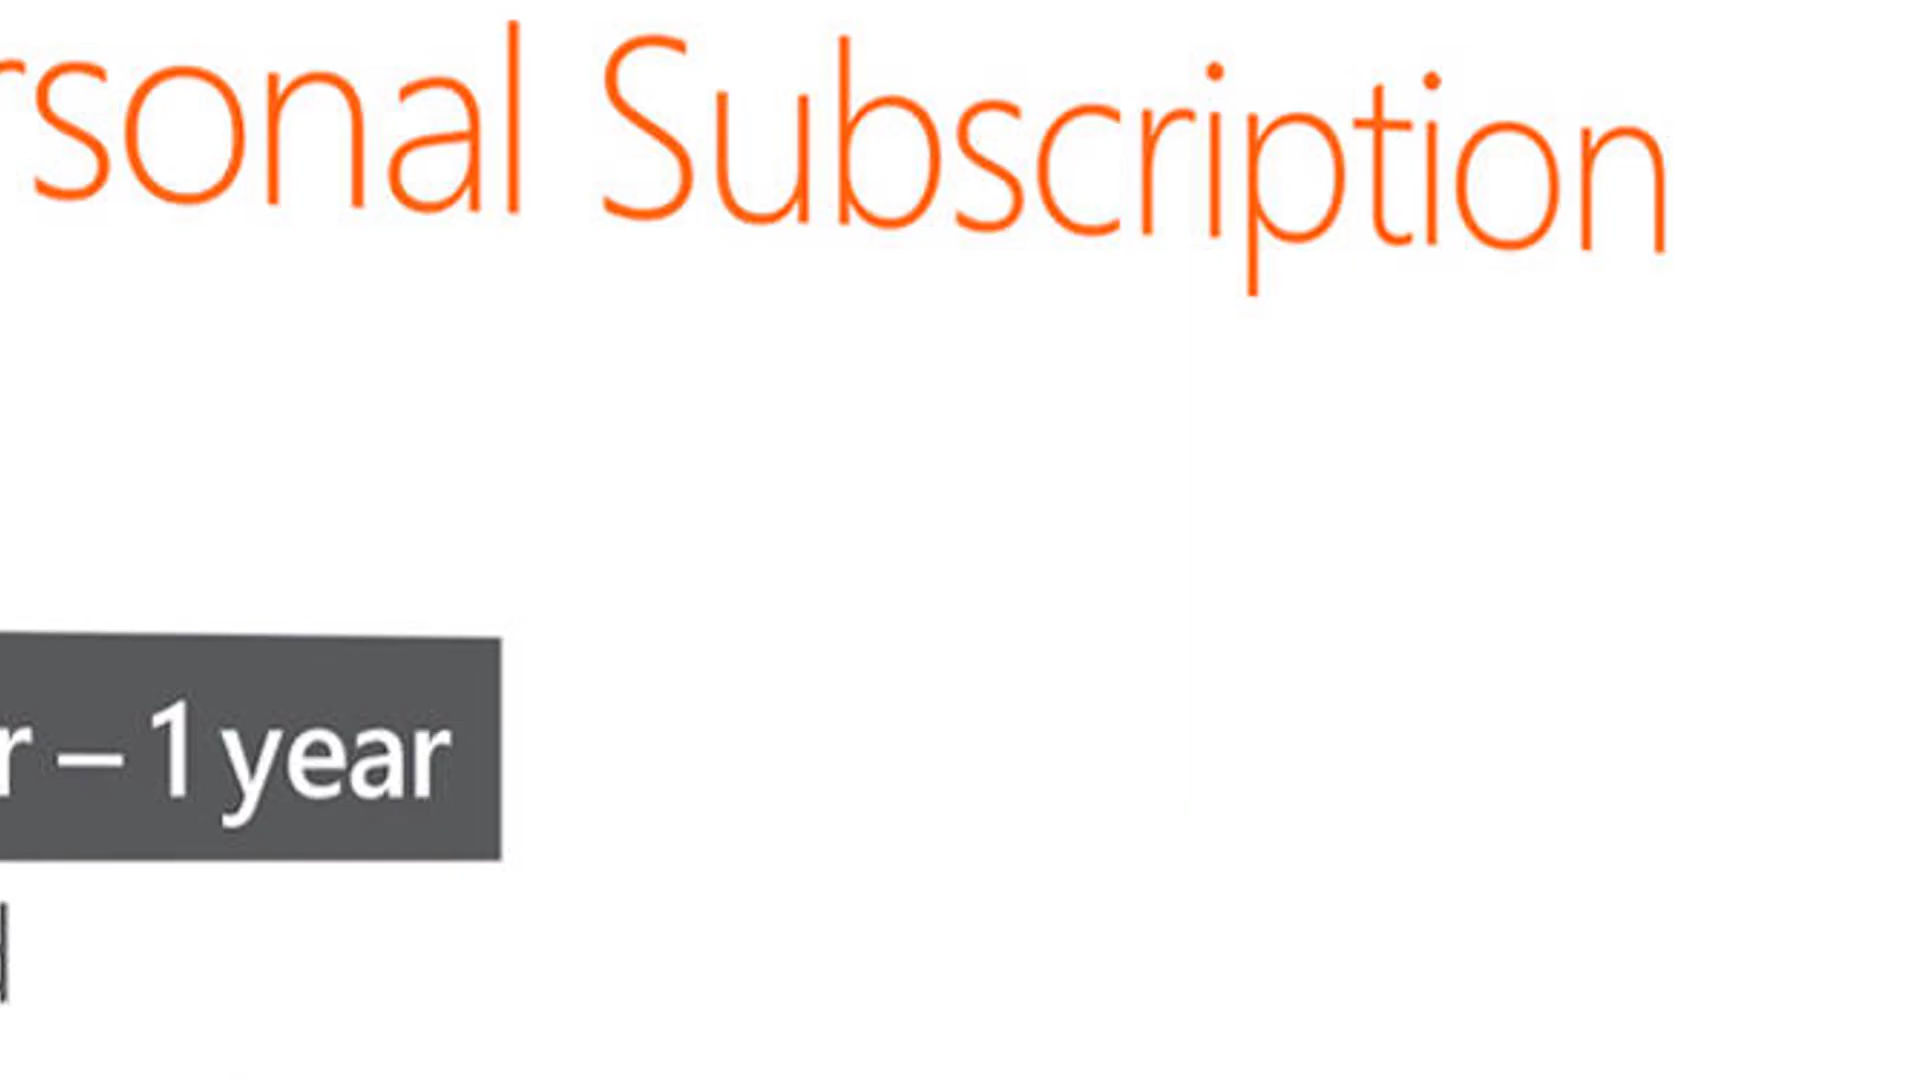 rsonal Subscription
r – 1 year